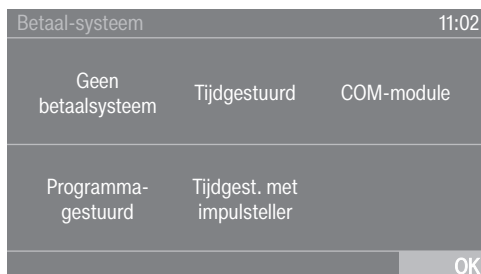 Betaal-systeem 11:02
Geen
betaalsysteem
Tijdgestuurd
COM-module
Programma-
gestuurd
Tijdgest. met
impulsteller
OK